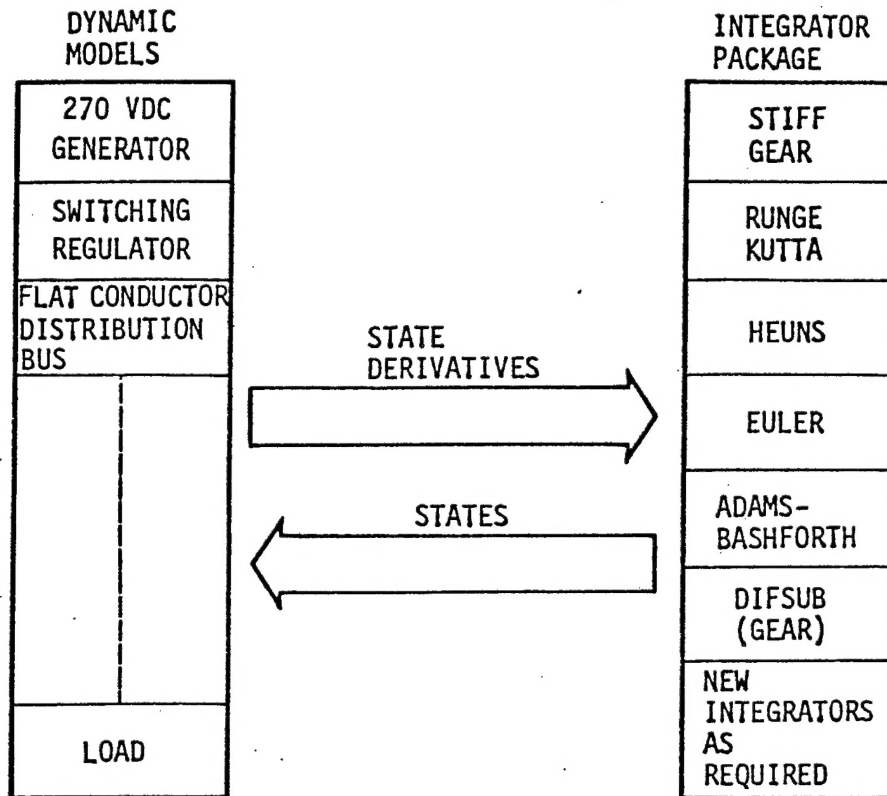 DYNAMIC
MODELS
270 VDC
GENERATOR
SWITCHING
REGULATOR
FLAT CONDUCTOR
DISTRIBUTION
BUS
LOAD
STATE
DERIVATIVES
STATES
INTEGRATOR
PACKAGE
STIFF
GEAR
RUNGE
KUTTA
HEUNS
EULER
ADAMS-
BASHFORTH
DIFSUB
(GEAR)
NEW
INTEGRATORS
AS
REQUIRED